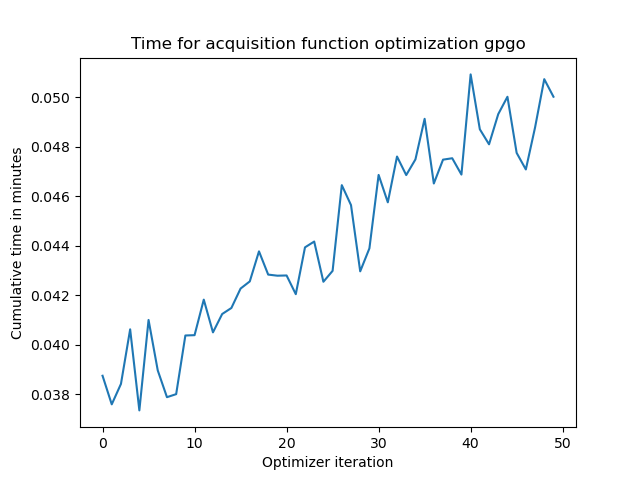 Time for acquisition function optimization gpgo
Cumulative time in minutes
0.050
0.048
0.046
0.044
0.042
0.040
0.038
0 10 20 30 40 50
Optimizer iteration